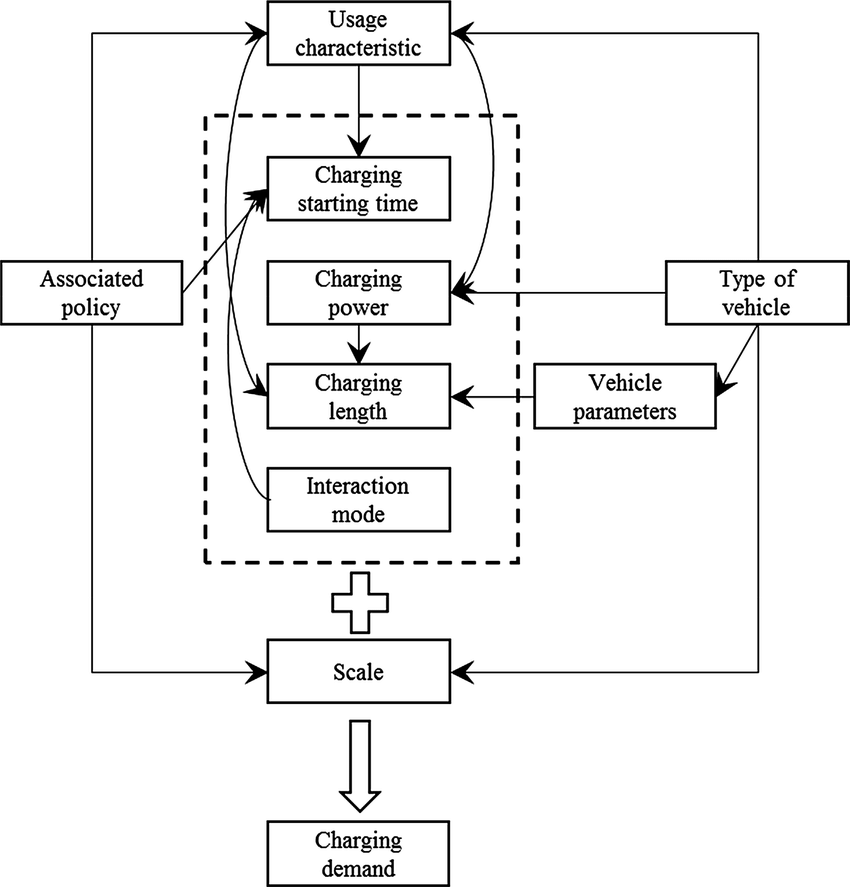 Usage
characteristic
Charging
starting time
Associated
policy
Charging
power
Type of
vehicle
Charging
length
Vehicle
parameters
Interaction
mode
Scale
Charging
demand